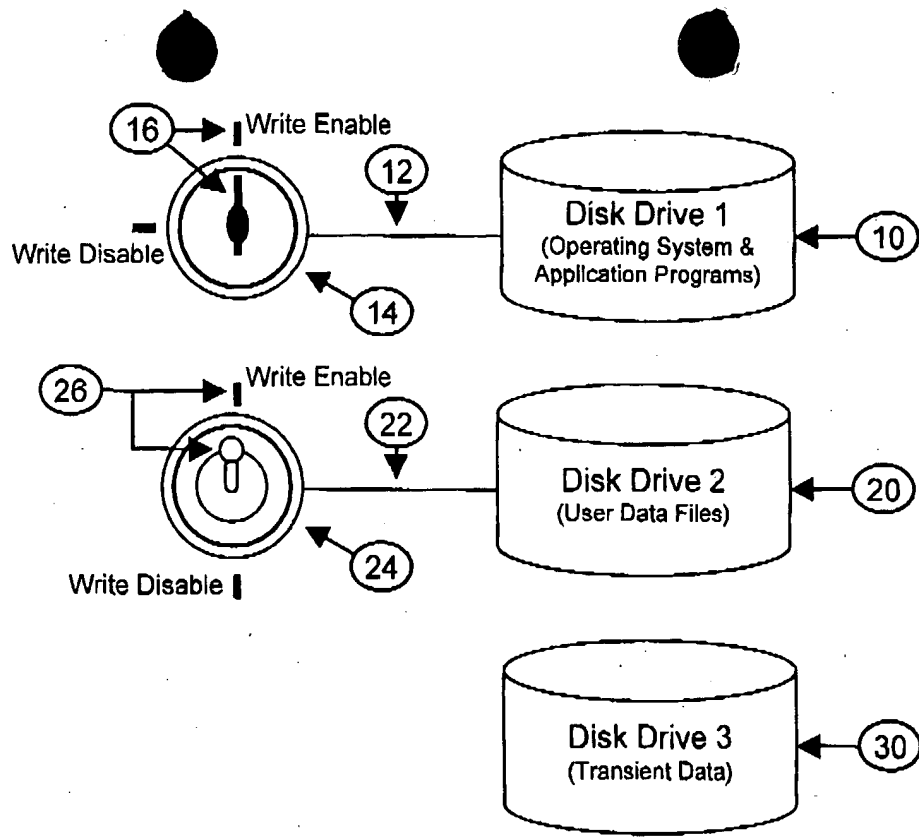 16
Write Enable
12
Disk Drive 1
(Operating System &
Application Programs)
10
Write Disable
14
26
Write Enable
22
Disk Drive 2
(User Data Files)
20
24
Write Disable
Disk Drive 3
(Transient Data)
30